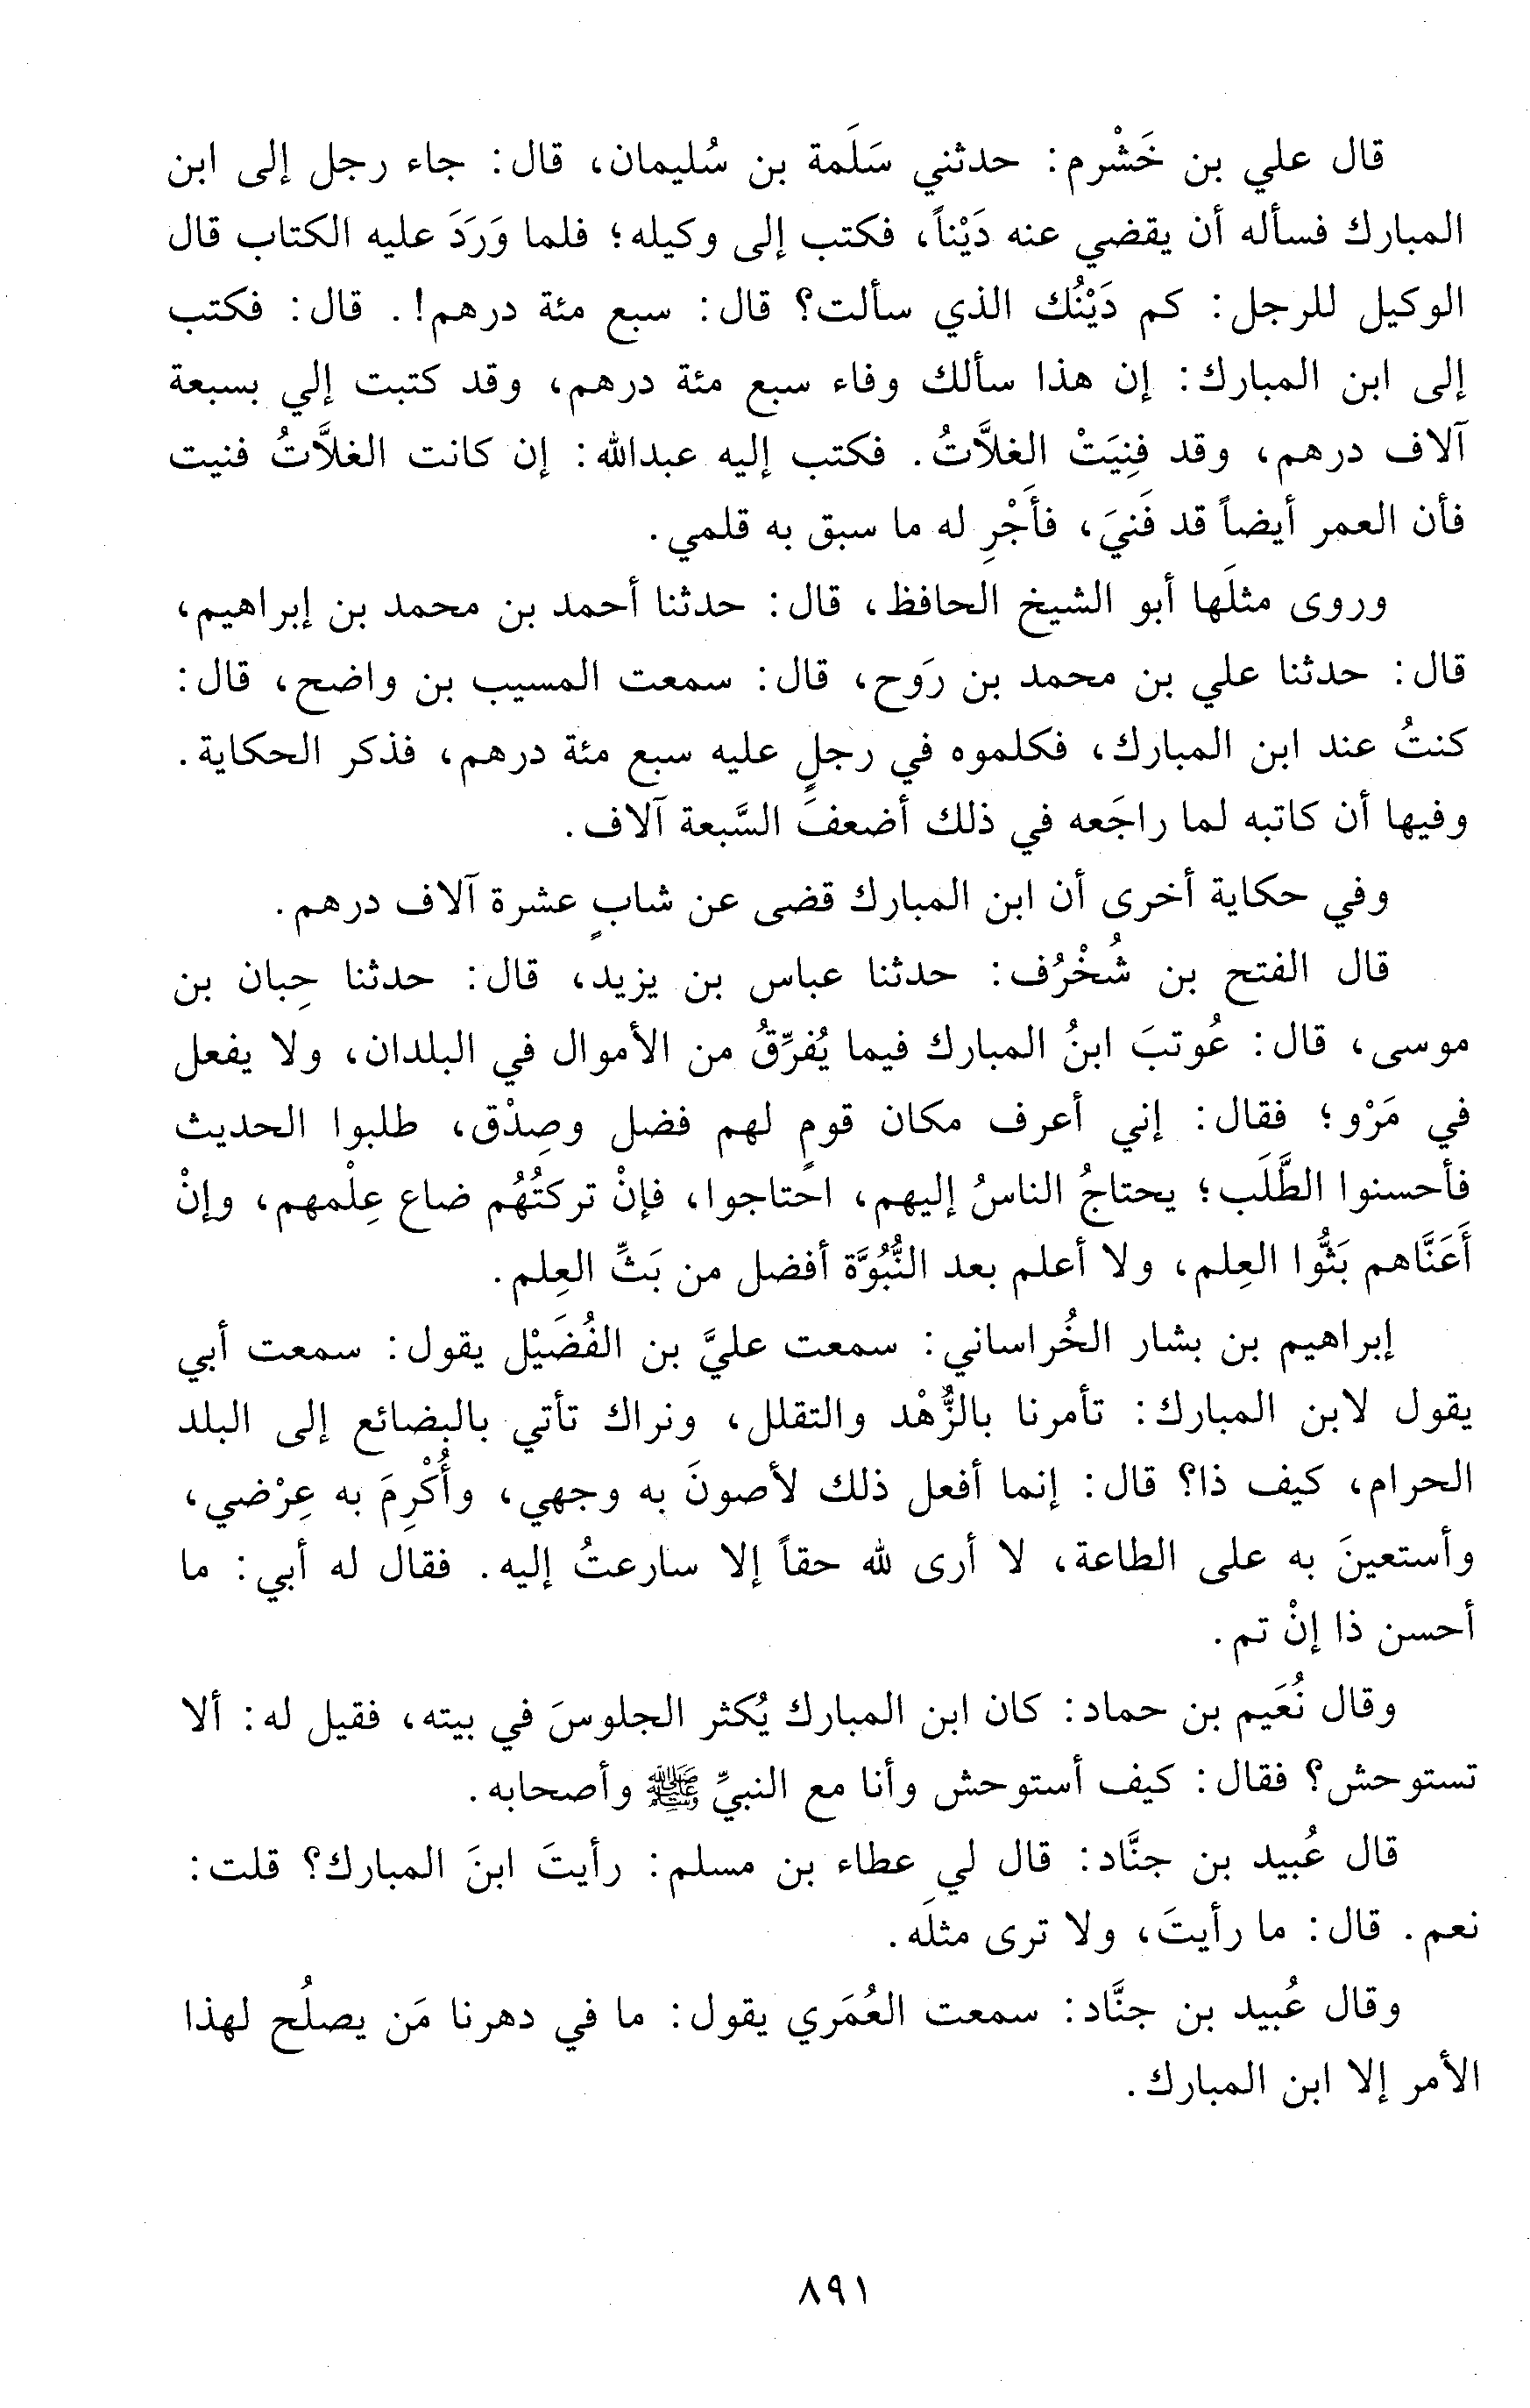 قال علي بن خَشْرم: حدثني سَلَمة بن سُليمان، قال: جاء رجل إلى ابن
المبارك فسأله أن يقضي عنه دَيْناً، فكتب إلى وكيله؛ فلما وَرَدَ عليه الكتاب قال
الوكيل للرجل: كم دَيْنُك الذي سألت؟ قال: سبع مئة درهم!. قال: فكتب
إلى ابن المبارك: إن هذا سألك وفاء سبع مئة درهم، وقد كتبت إلي بسبعة
آلاف درهم، وقد فنِيَتْ الغلاَّتُ. فكتب إليه عبدالله: إن كانت الغلاَّتُ فنيت
فأن العمر أيضاً قد فَنيَ، فأَجْرِ له ما سبق به قلمي.
وروى مثلَها أبو الشيخ الحافظ، قال: حدثنا أحمد بن محمد بن إبراهيم،
قال: حدثنا علي بن محمد بن رَوح، قال: سمعت المسيب بن واضح، قال:
كنتُ عند ابن المبارك، فكلموه في رجلٍ عليه سبع مئة درهم، فذكر الحكاية.
وفيها أن كاتبه لما راجَعه في ذلك أضعفَ السَّبعة آلاف.
وفي حكاية أخرى أن ابن المبارك قضى عن شابٍ عشرة آلاف درهم.
قال الفتح بن شُخْرُف: حدثنا عباس بن يزيد، قال: حدثنا حِبان بن
موسى، قال: عُوتبَ ابنُ المبارك فيما يُفرِّقُ من الأموال في البلدان، ولا يفعل
في مَرْو؛ فقال: إني أعرف مكان قومٍ لهم فضل وصِدْق، طلبوا الحديث
فأحسنوا الطَّلَب؛ يحتاجُ الناسُ إليهم، احتاجوا، فإنْ تركتُهُم ضاع عِلْمهم، وإنْ
أَعَنَّاهم بَثُّوا العِلم، ولا أعلم بعد النُّبُوَّة أفضل من بَثِّ العِلم.
إبراهيم بن بشار الخُراساني: سمعت عليَّ بن الفُضَيْل يقول: سمعت أبي
يقول لابن المبارك: تأمرنا بالزُّهْد والتقلل، ونراك تأتي بالبضائع إلى البلد
الحرام، كيف ذا؟ قال: إنما أفعل ذلك لأصونَ به وجهي، وأُكْرِمَ به عِرْضي،
وأستعينَ به على الطاعة، لا أرى لله حقاً إلا سارعتُ إليه. فقال له أبي: ما
أحسن ذا إنْ تم.
وقال نُعَيم بن حماد: كان ابن المبارك يُكثر الجلوسَ في بيته، فقيل له: ألا
تستوحش؟ فقال: كيف أستوحش وأنا مع النبيِّ ﷺ وأصحابه.
قال عُبيد بن جنَّاد: قال لي عطاء بن مسلم: رأيتَ ابنَ المبارك؟ قلت:
نعم. قال: ما رأيتَ، ولا ترى مثلَه.
وقال عُبيد بن جنَّاد: سمعت العُمَري يقول: ما في دهرنا مَن يصلُح لهذا
الأمر إلا ابن المبارك.
٨٩١